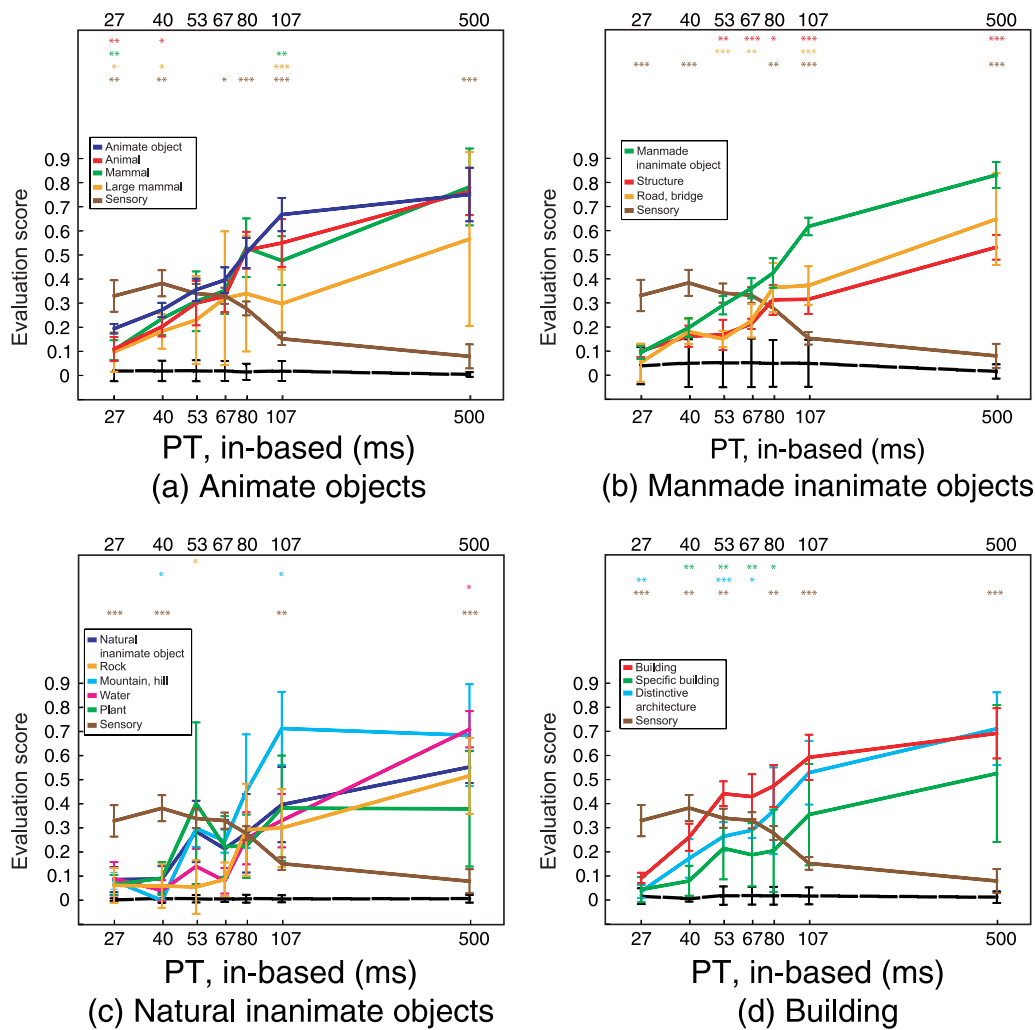 27 40 53 67 80 107 500
** *
** **
* * ***
** ** * *** *** ***
Evaluation score
Animate object
Animal
Mammal
Large mammal
Sensory
0.9
0.8
0.7
0.6
0.5
0.4
0.3
0.2
0.1
0
27 40 53 67 80 107 500
PT, in-based (ms)
(a) Animate objects
27 40 53 67 80 107 500
** *** * *** ***
*** ** ***
*** *** ** *** ***
Evaluation score
Manmade
inanimate object
Structure
Road, bridge
Sensory
0.9
0.8
0.7
0.6
0.5
0.4
0.3
0.2
0.1
0
27 40 53 67 80 107 500
PT, in-based (ms)
(b) Manmade inanimate objects
27 40 53 67 80 107 500
*
* *
*
*** *** ** ***
Evaluation score
Natural
inanimate object
Rock
Mountain, hill
Water
Plant
Sensory
0.9
0.8
0.7
0.6
0.5
0.4
0.3
0.2
0.1
0
27 40 53 67 80 107 500
PT, in-based (ms)
(c) Natural inanimate objects
27 40 53 67 80 107 500
** ** ** *
** *** *
*** ** ** ** *** ***
Evaluation score
Building
Specific building
Distinctive
architecture
Sensory
0.9
0.8
0.7
0.6
0.5
0.4
0.3
0.2
0.1
0
27 40 53 67 80 107 500
PT, in-based (ms)
(d) Building